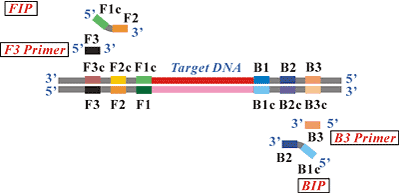 FIP
5’ F1c F2
3’
F3 Primer 5’ F3 3’
F3c F2c F1c Target DNA B1 B2 B3
3’ 5’
5’ 3’
F3 F2 F1 B1c B2c B3c
3’ 5’
B3 B3 Primer
3’ 5’
B2
B1c
BIP